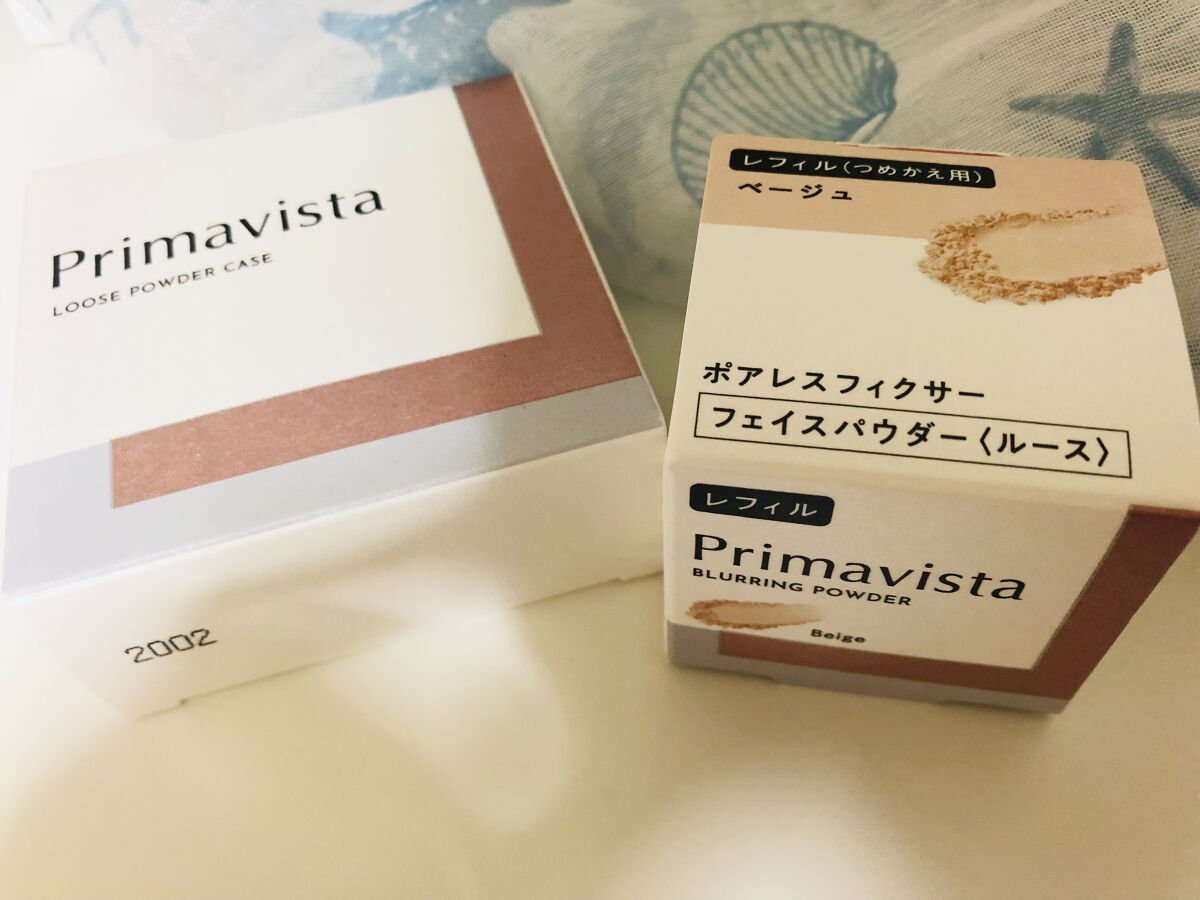 Primavista
LOOSE POWDER CASE
2002
レフィル(つめかえ用)
ベージュ
ポアレスフィクサー
フェイスパウダー〈ルース〉
レフィル
Primavista
BLURRING POWDER
Beige